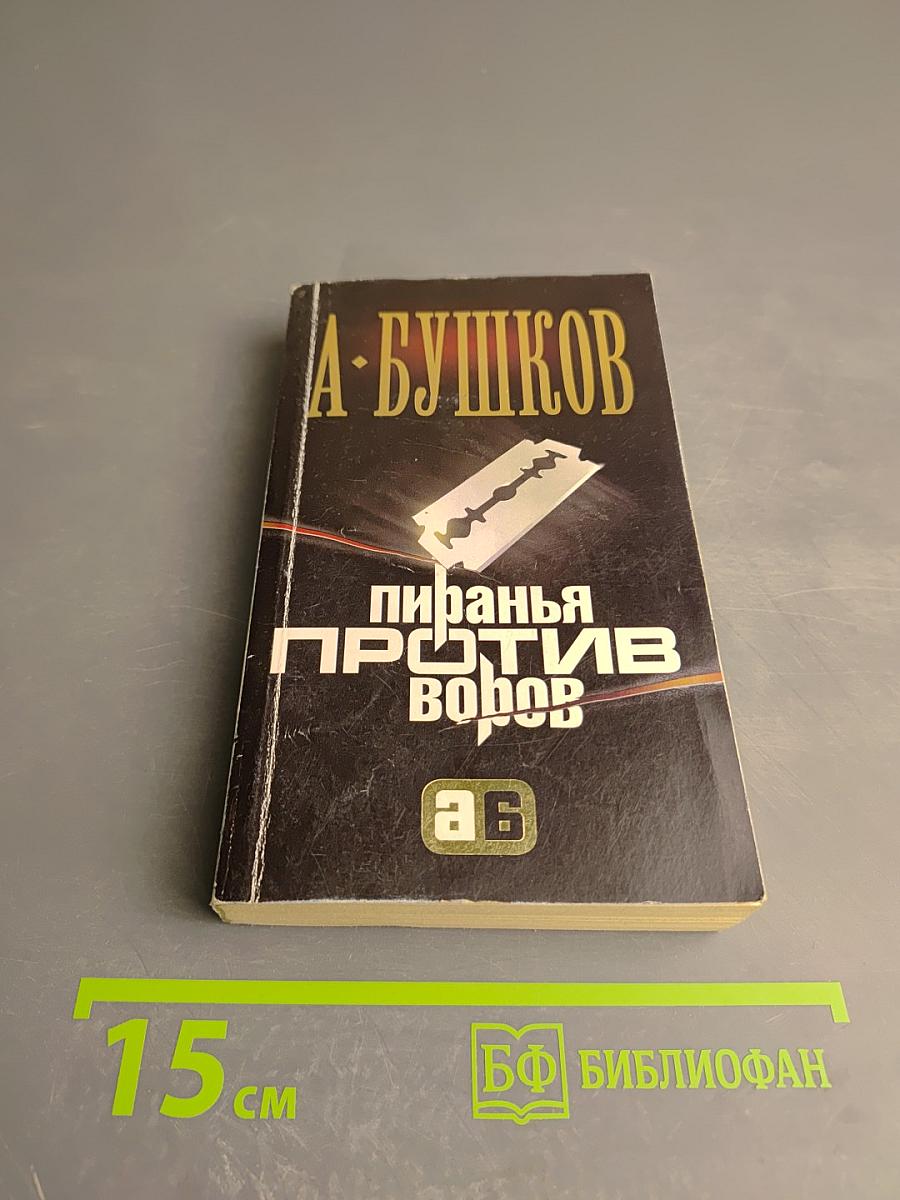 А·БУШКОВ
пиранья
ПРОТИВ
воров
аБ
15 см
БФ БИБЛИОФАН